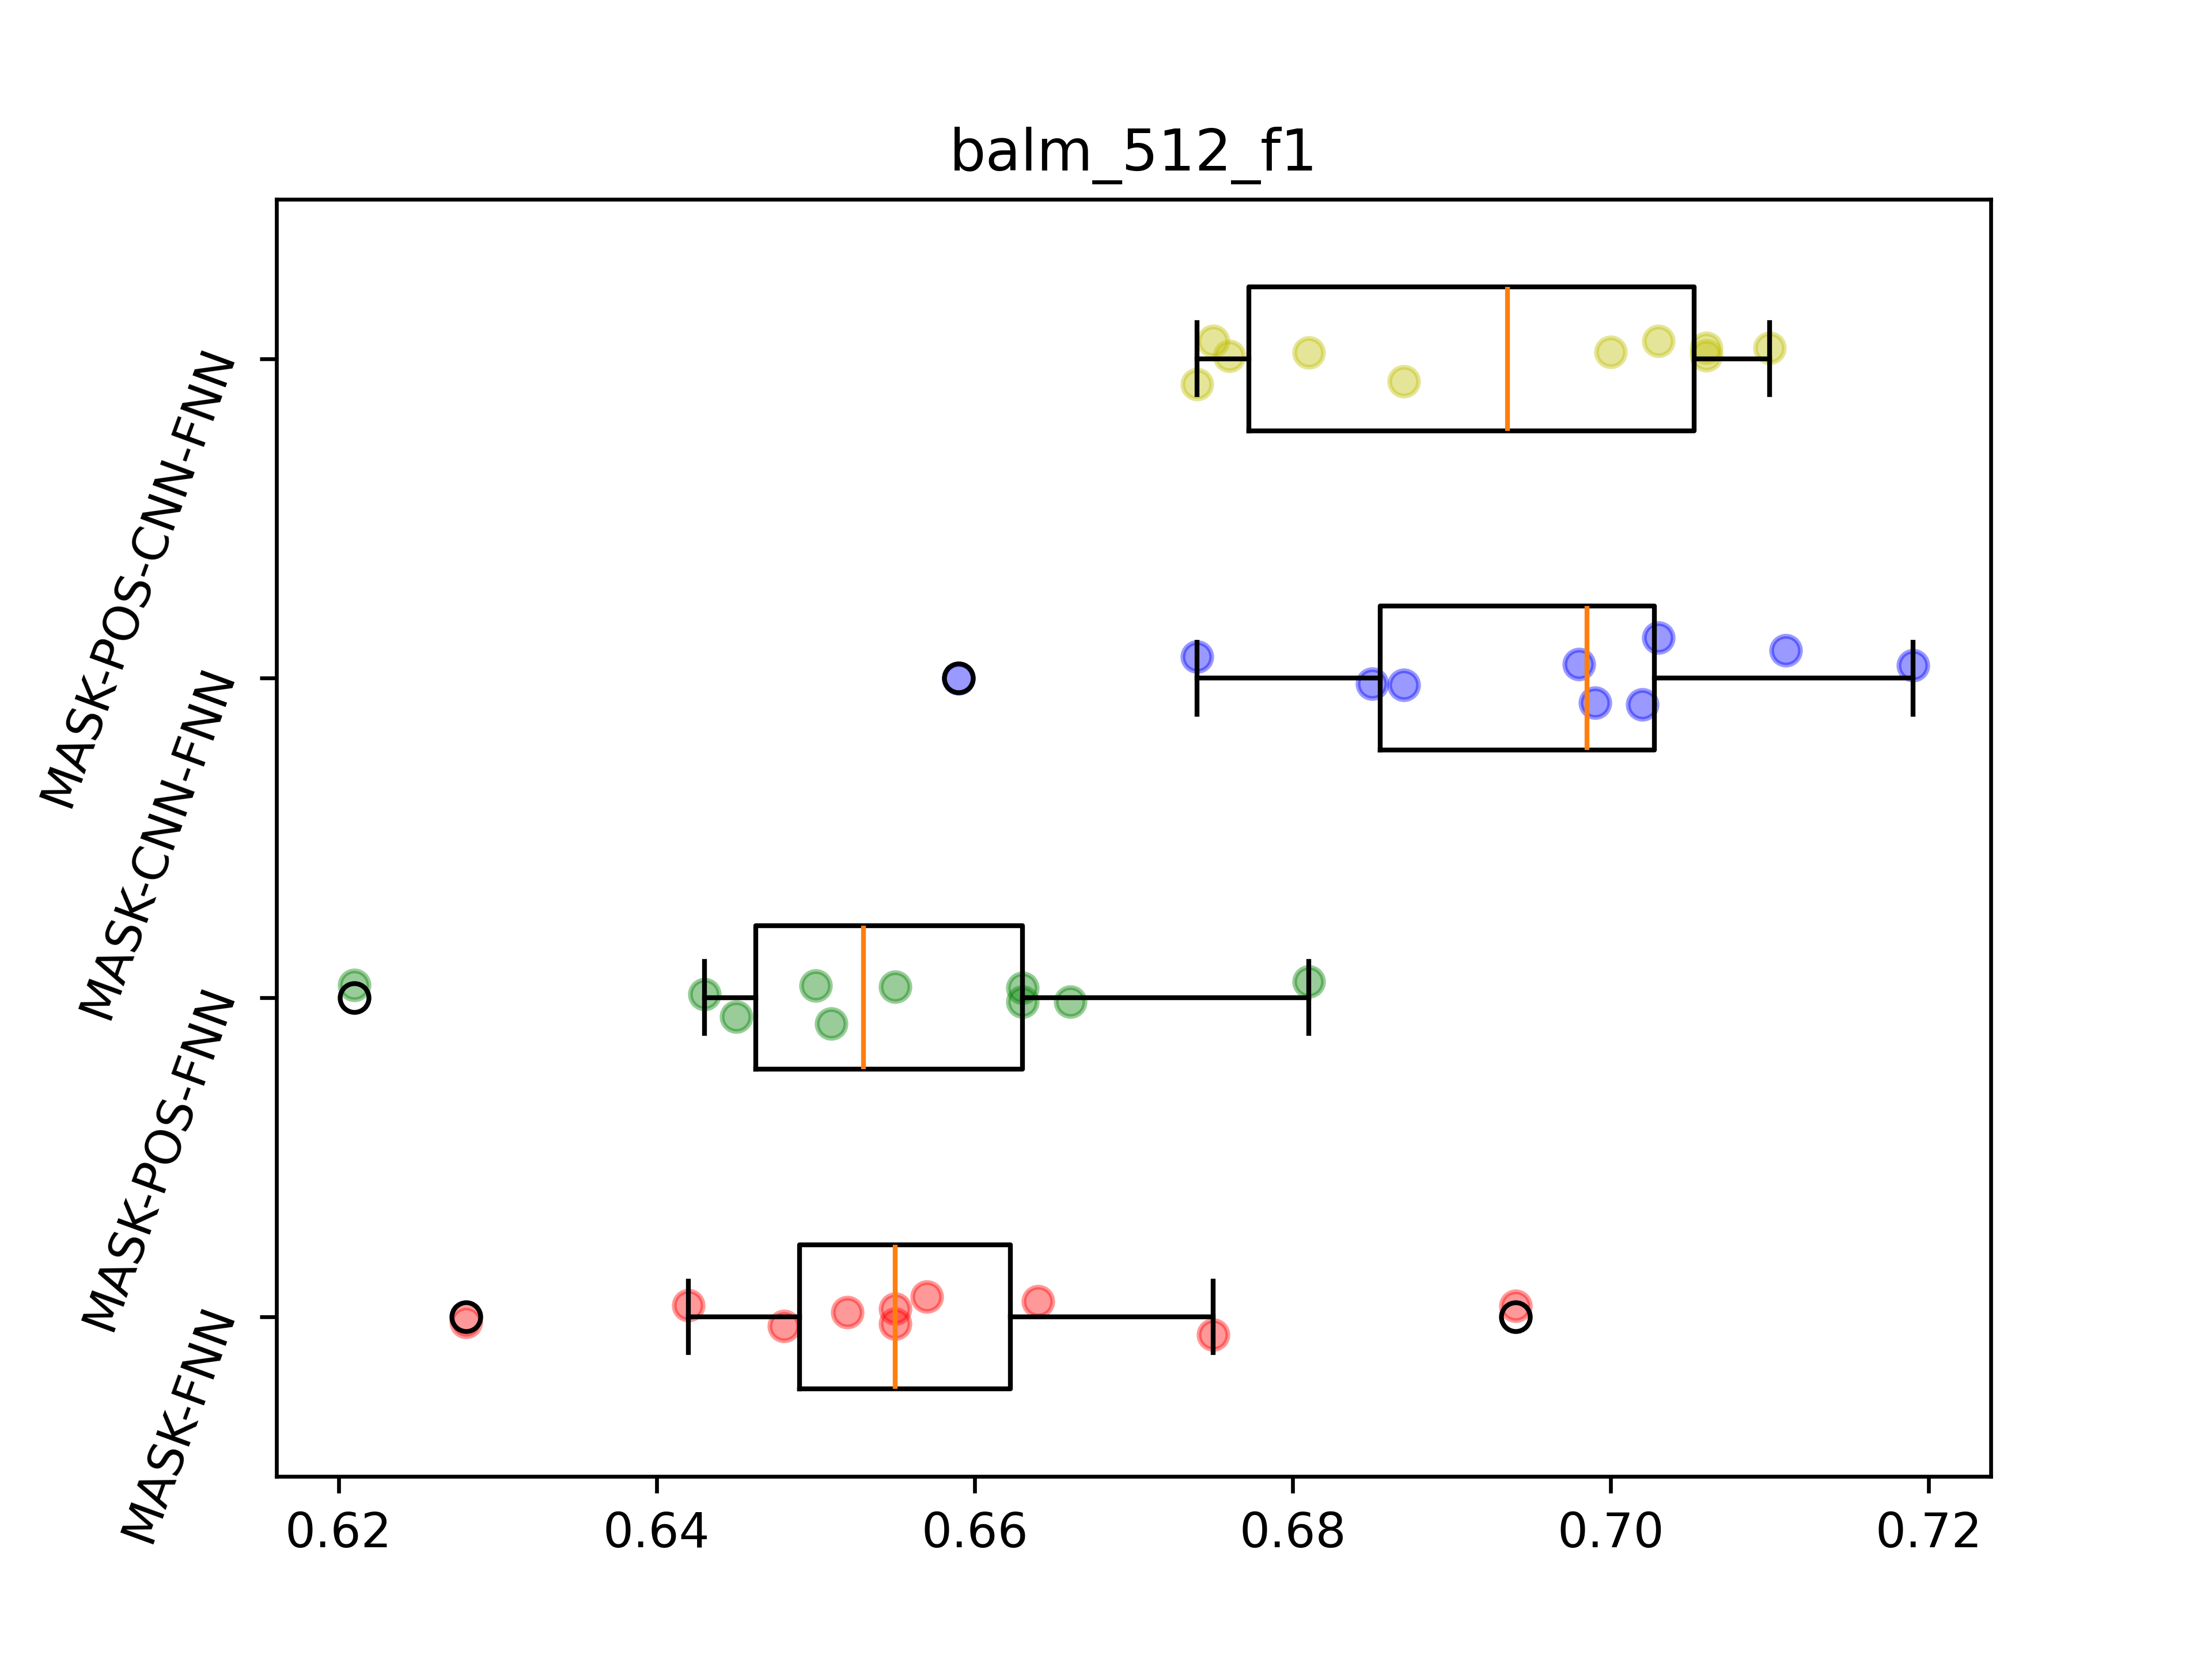 balm_512_f1
MASK-POS-CNN-FNN
MASK-CNN-FNN
MASK-POS-FNN
MASK-FNN
0.62 0.64 0.66 0.68 0.70 0.72